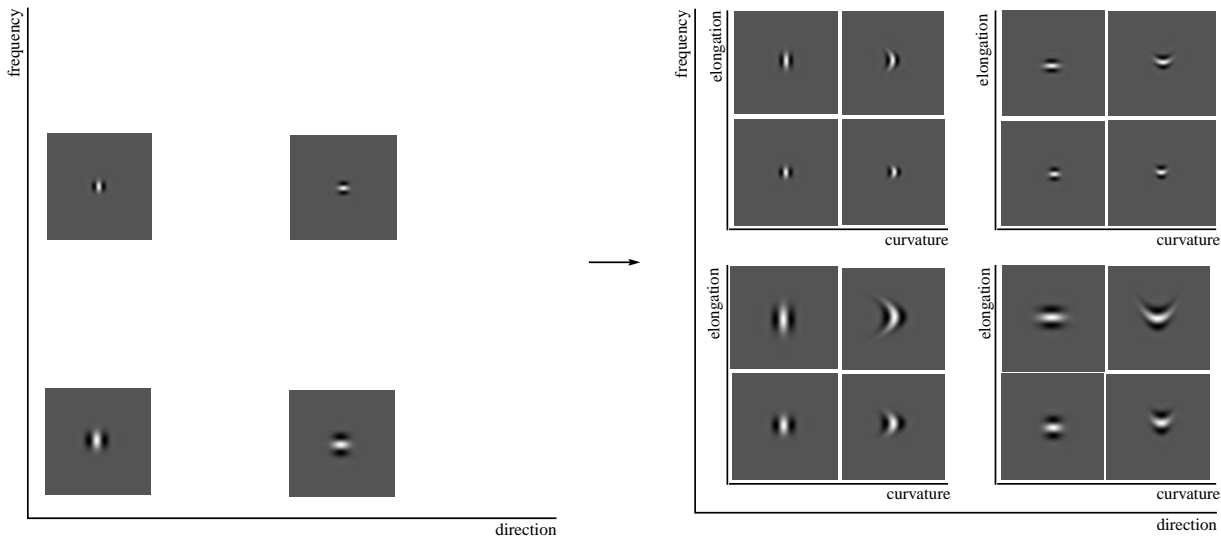 frequency
direction
frequency
elongation
curvature
elongation
curvature
elongation
curvature
elongation
curvature
direction